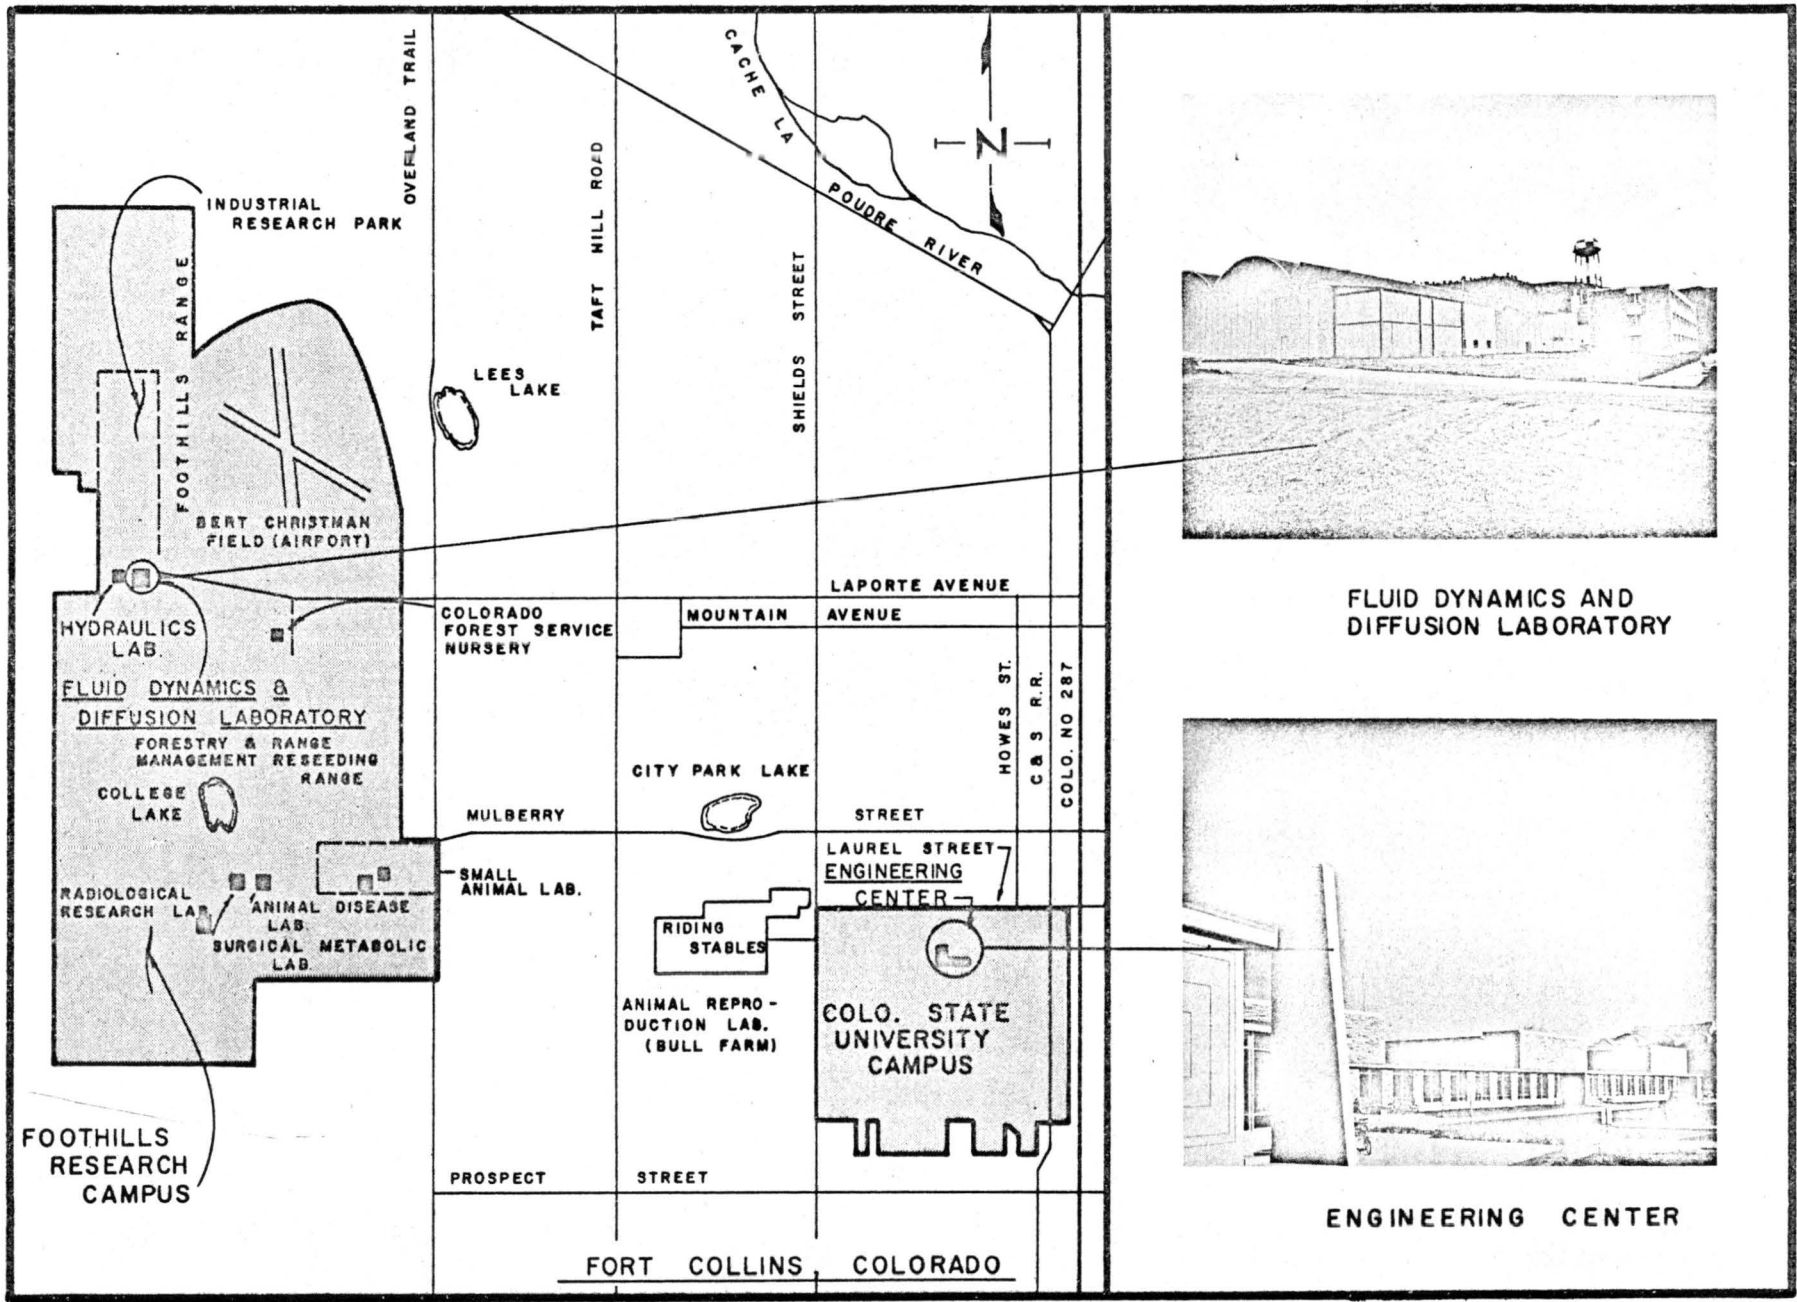 OVERLAND TRAIL
TAFT HILL ROAD
SHIELDS STREET
CACHE LA
POUDRE RIVER
N
INDUSTRIAL
RESEARCH PARK
FOOTHILLS RANGE
LEES
LAKE
BERT CHRISTMAN
FIELD (AIRPORT)
HYDRAULICS
LAB.
COLORADO
FOREST SERVICE
NURSERY
LAPORTE AVENUE
MOUNTAIN AVENUE
FLUID DYNAMICS &
DIFFUSION LABORATORY
FORESTRY & RANGE
MANAGEMENT RESEEDING
RANGE
COLLEGE
LAKE
CITY PARK LAKE
HOWES ST.
C & S R.R.
COLO. NO 287
MULBERRY STREET
LAUREL STREET
ENGINEERING
CENTER
SMALL
ANIMAL LAB.
RADIOLOGICAL
RESEARCH LAB
ANIMAL DISEASE
LAB.
SURGICAL METABOLIC
LAB.
RIDING
STABLES
ANIMAL REPRO-
DUCTION LAB.
(BULL FARM)
COLO. STATE
UNIVERSITY
CAMPUS
FOOTHILLS
RESEARCH
CAMPUS
PROSPECT STREET
FORT COLLINS, COLORADO
FLUID DYNAMICS AND
DIFFUSION LABORATORY
ENGINEERING CENTER